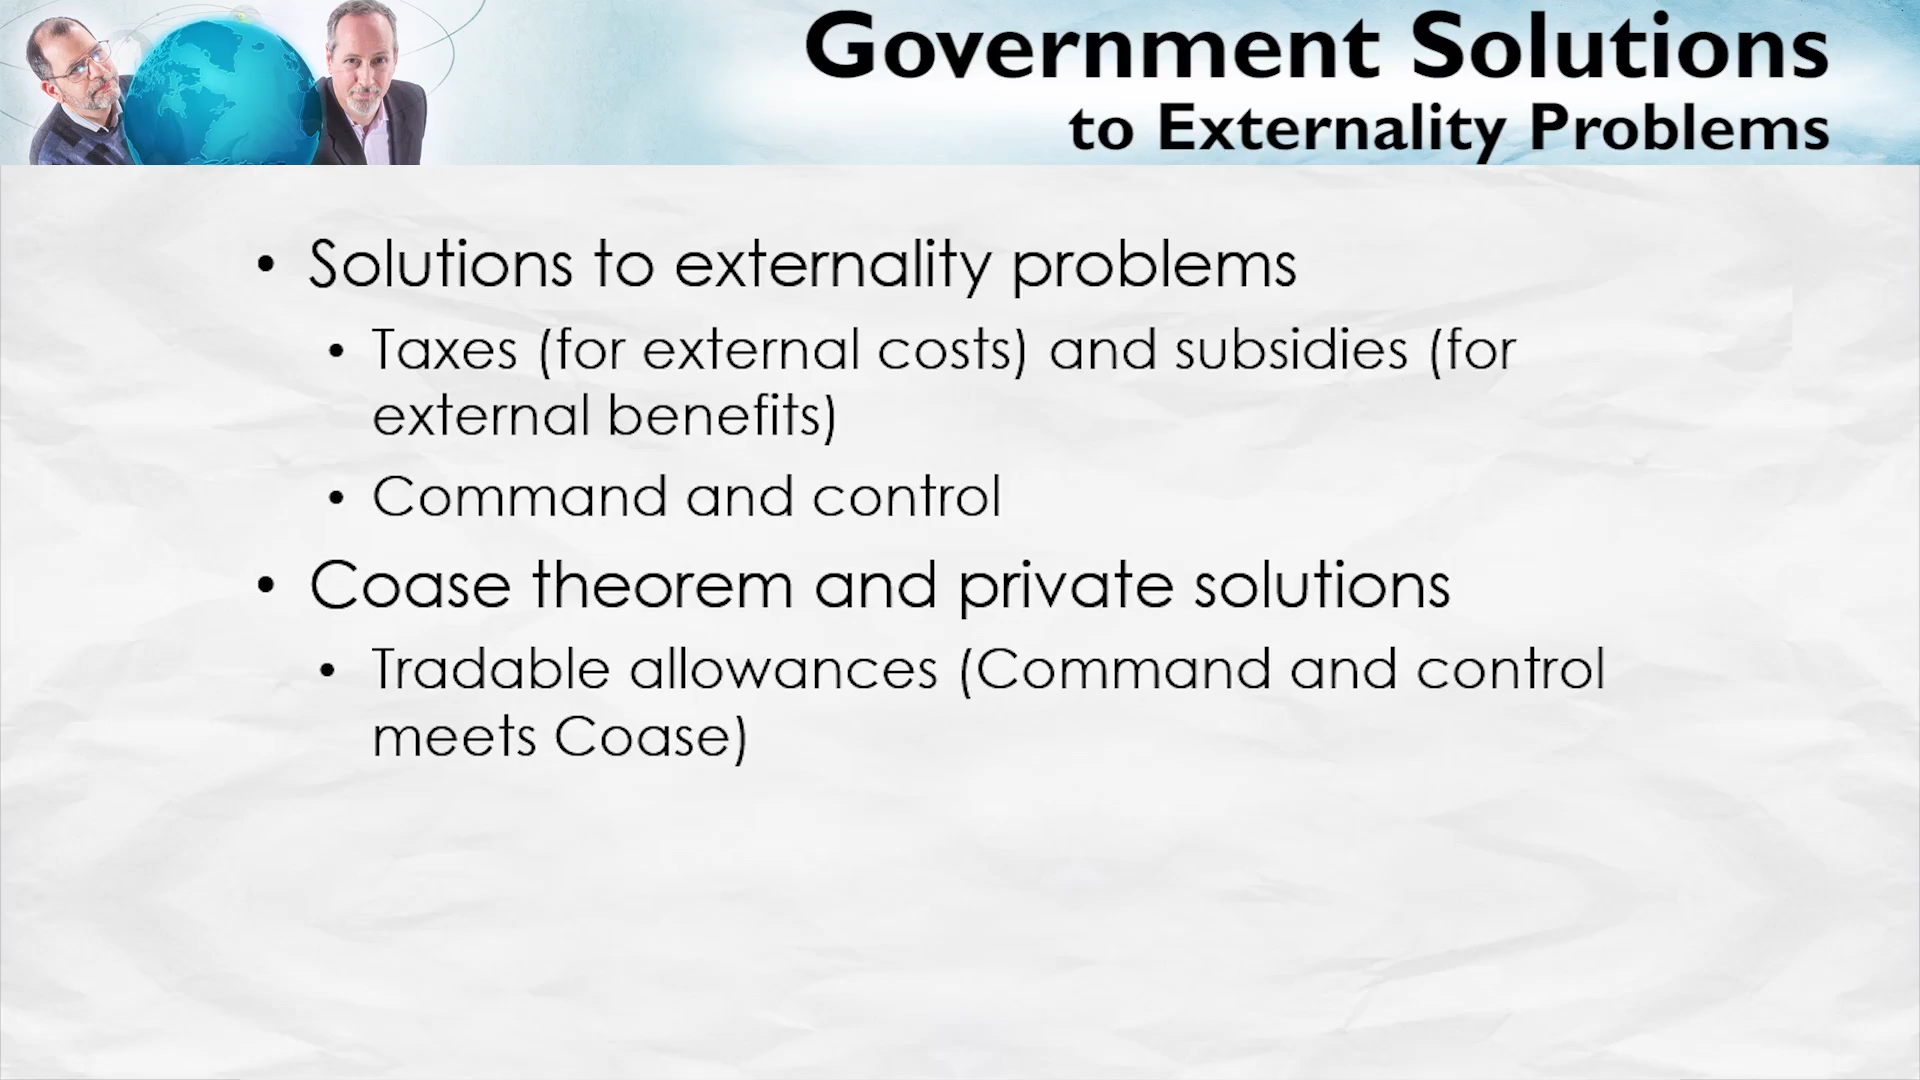 Government Solutions
to Externality Problems
• Solutions to externality problems
• Taxes (for external costs) and subsidies (for
external benefits)
• Command and control
• Coase theorem and private solutions
• Tradable allowances (Command and control
meets Coase)